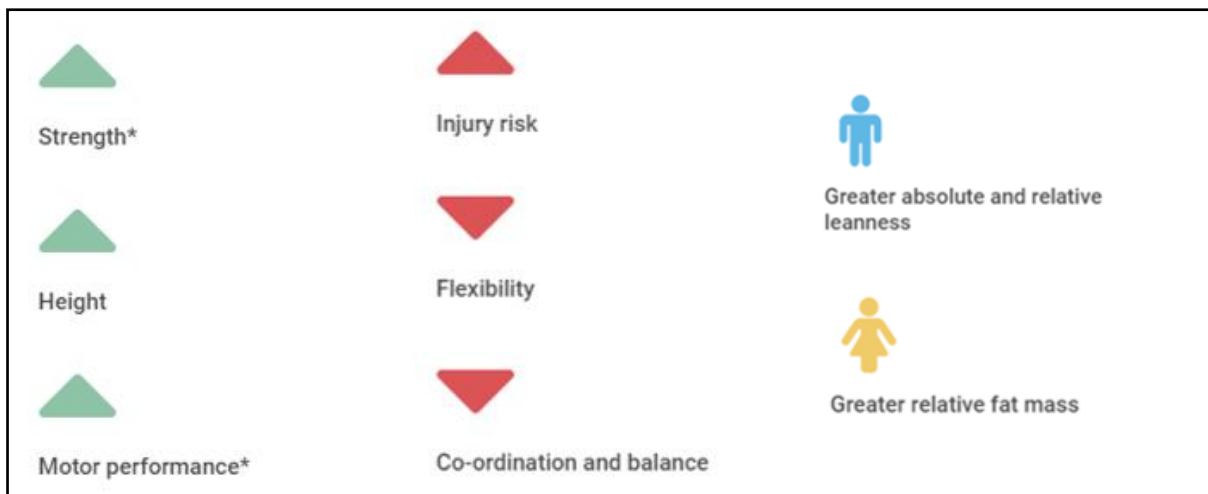 Strength*
Height
Motor performance*
Injury risk
Flexibility
Co-ordination and balance
Greater absolute and relative
leanness
Greater relative fat mass